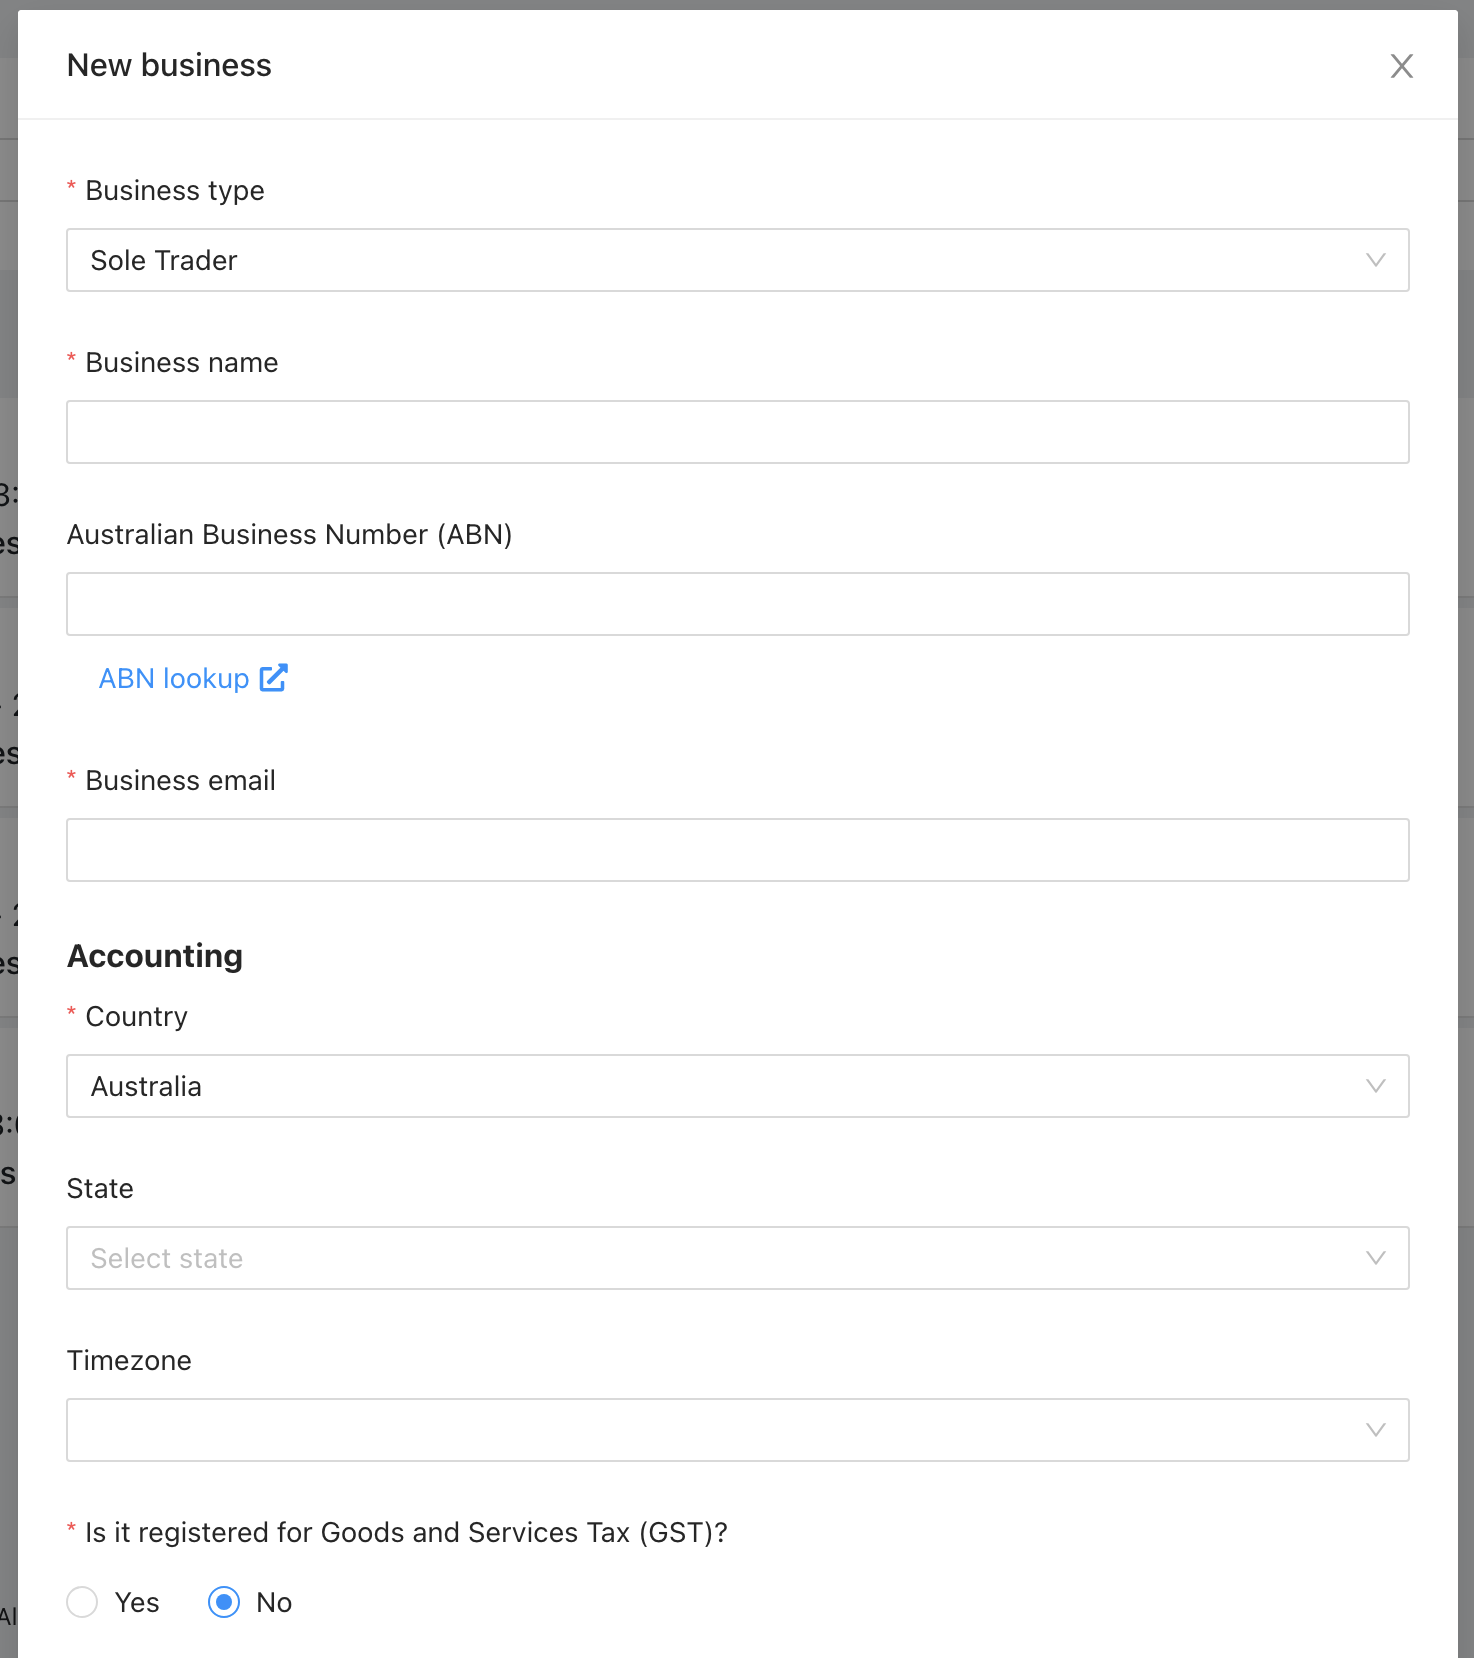 New business
* Business type
Sole Trader
* Business name
Australian Business Number (ABN)
ABN lookup
* Business email
Accounting
* Country
Australia
State
Select state
Timezone
* Is it registered for Goods and Services Tax (GST)?
Yes No